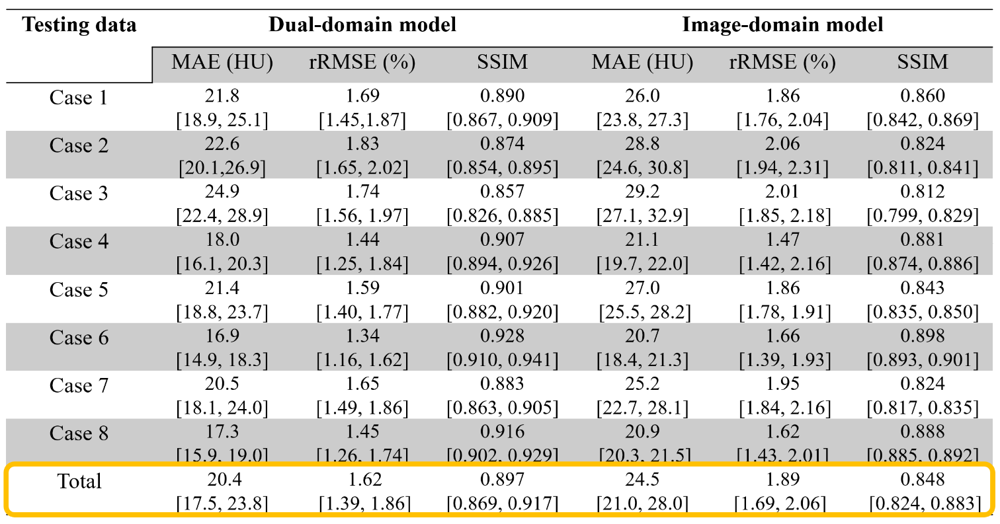 Testing data Dual-domain model Image-domain model
MAE (HU) rRMSE (%) SSIM MAE (HU) rRMSE (%) SSIM
Case 1 21.8 1.69 0.890 26.0 1.86 0.860
[18.9, 25.1] [1.45,1.87] [0.867, 0.909] [23.8, 27.3] [1.76, 2.04] [0.842, 0.869]
Case 2 22.6 1.83 0.874 28.8 2.06 0.824
[20.1,26.9] [1.65, 2.02] [0.854, 0.895] [24.6, 30.8] [1.94, 2.31] [0.811, 0.841]
Case 3 24.9 1.74 0.857 29.2 2.01 0.812
[22.4, 28.9] [1.56, 1.97] [0.826, 0.885] [27.1, 32.9] [1.85, 2.18] [0.799, 0.829]
Case 4 18.0 1.44 0.907 21.1 1.47 0.881
[16.1, 20.3] [1.25, 1.84] [0.894, 0.926] [19.7, 22.0] [1.42, 2.16] [0.874, 0.886]
Case 5 21.4 1.59 0.901 27.0 1.86 0.843
[18.8, 23.7] [1.40, 1.77] [0.882, 0.920] [25.5, 28.2] [1.78, 1.91] [0.835, 0.850]
Case 6 16.9 1.34 0.928 20.7 1.66 0.898
[14.9, 18.3] [1.16, 1.62] [0.910, 0.941] [18.4, 21.3] [1.39, 1.93] [0.893, 0.901]
Case 7 20.5 1.65 0.883 25.2 1.95 0.824
[18.1, 24.0] [1.49, 1.86] [0.863, 0.905] [22.7, 28.1] [1.84, 2.16] [0.817, 0.835]
Case 8 17.3 1.45 0.916 20.9 1.62 0.888
[15.9, 19.0] [1.26, 1.74] [0.902, 0.929] [20.3, 21.5] [1.43, 2.01] [0.885, 0.892]
Total 20.4 1.62 0.897 24.5 1.89 0.848
[17.5, 23.8] [1.39, 1.86] [0.869, 0.917] [21.0, 28.0] [1.69, 2.06] [0.824, 0.883]